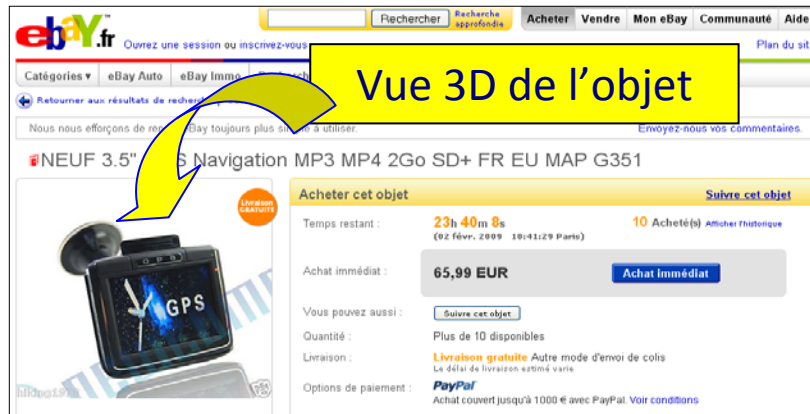 ebaY.fr
Ouvrez une session ou inscrivez-vous
Rechercher
Recherche approfondie
Acheter Vendre Mon eBay Communauté Aide
Plan du sit
Catégories eBay Auto eBay Immo
Vue 3D de l'objet
Retourner aux résultats de
Nous nous efforçons de eBay toujours plus à utiliser.
Envoyez-nous vos commentaires.
NEUF 3.5" S Navigation MP3 MP4 2Go SD+ FR EU MAP G351
Livraison GRATUITE
GPS
GPS
Acheter cet objet
Suivre cet objet
Temps restant :
23h 40m 8s
(02 févr. 2009 10:41:29 Paris)
10 Acheté(s) Afficher l'historique
Achat immédiat :
65,99 EUR
Achat Immédiat
Vous pouvez aussi :
Suivre cet objet
Quantité :
Plus de 10 disponibles
Livraison :
Livraison gratuite Autre mode d'envoi de colis
Le délai de livraison estimé varie
Options de paiement :
PayPal
Achat couvert jusqu'à 1000 € avec PayPal. Voir conditions